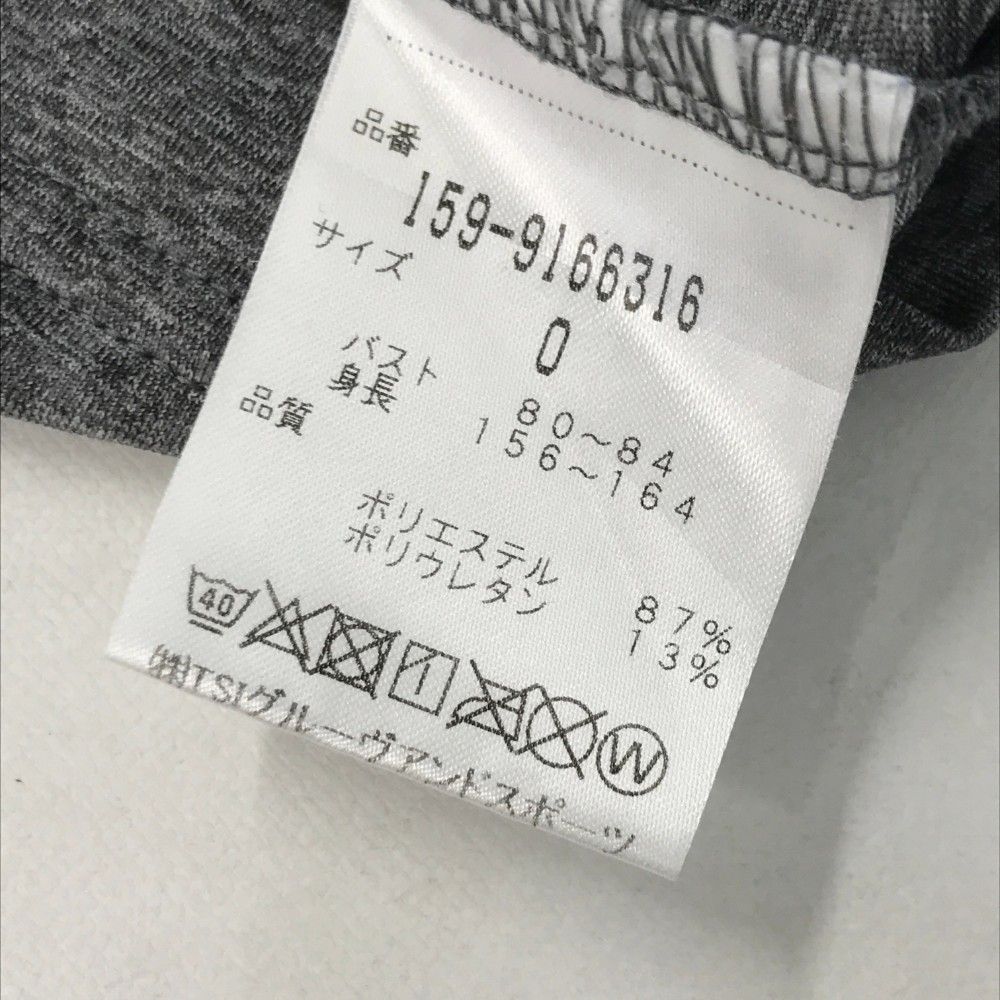 品番
159-9166316
サイズ
0
バスト 80～84
身長 156～164
品質
ポリエステル 87%
ポリウレタン 13%
40
W
㈱TSIグルーヴアンドスポーツ